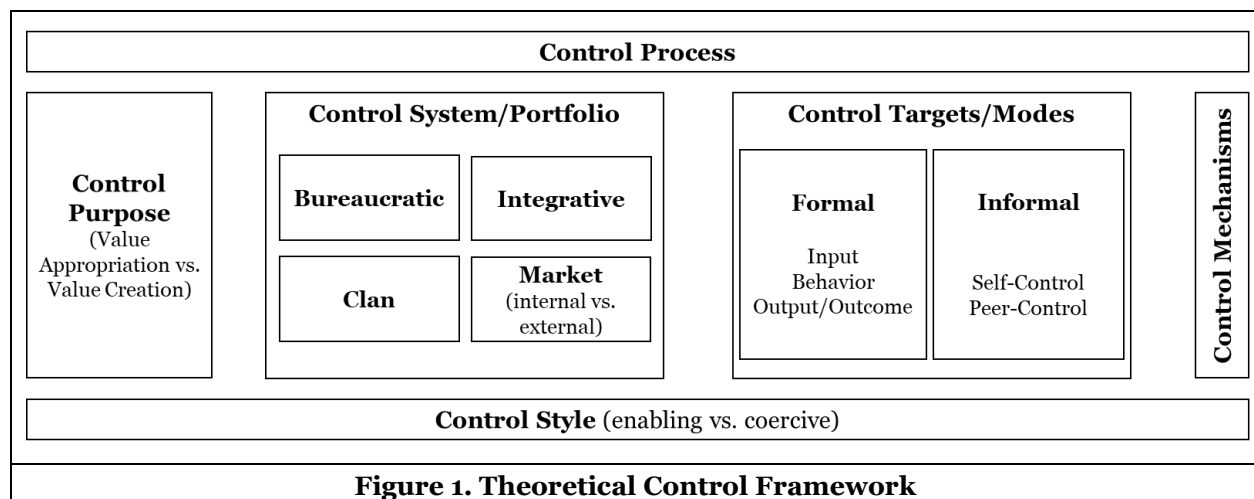 Control Process
Control
Purpose
(Value
Appropriation vs.
Value Creation)
Control System/Portfolio
Bureaucratic
Integrative
Clan
Market
(internal vs.
external)
Control Targets/Modes
Formal
Input
Behavior
Output/Outcome
Informal
Self-Control
Peer-Control
Control Mechanisms
Control Style (enabling vs. coercive)
Figure 1. Theoretical Control Framework